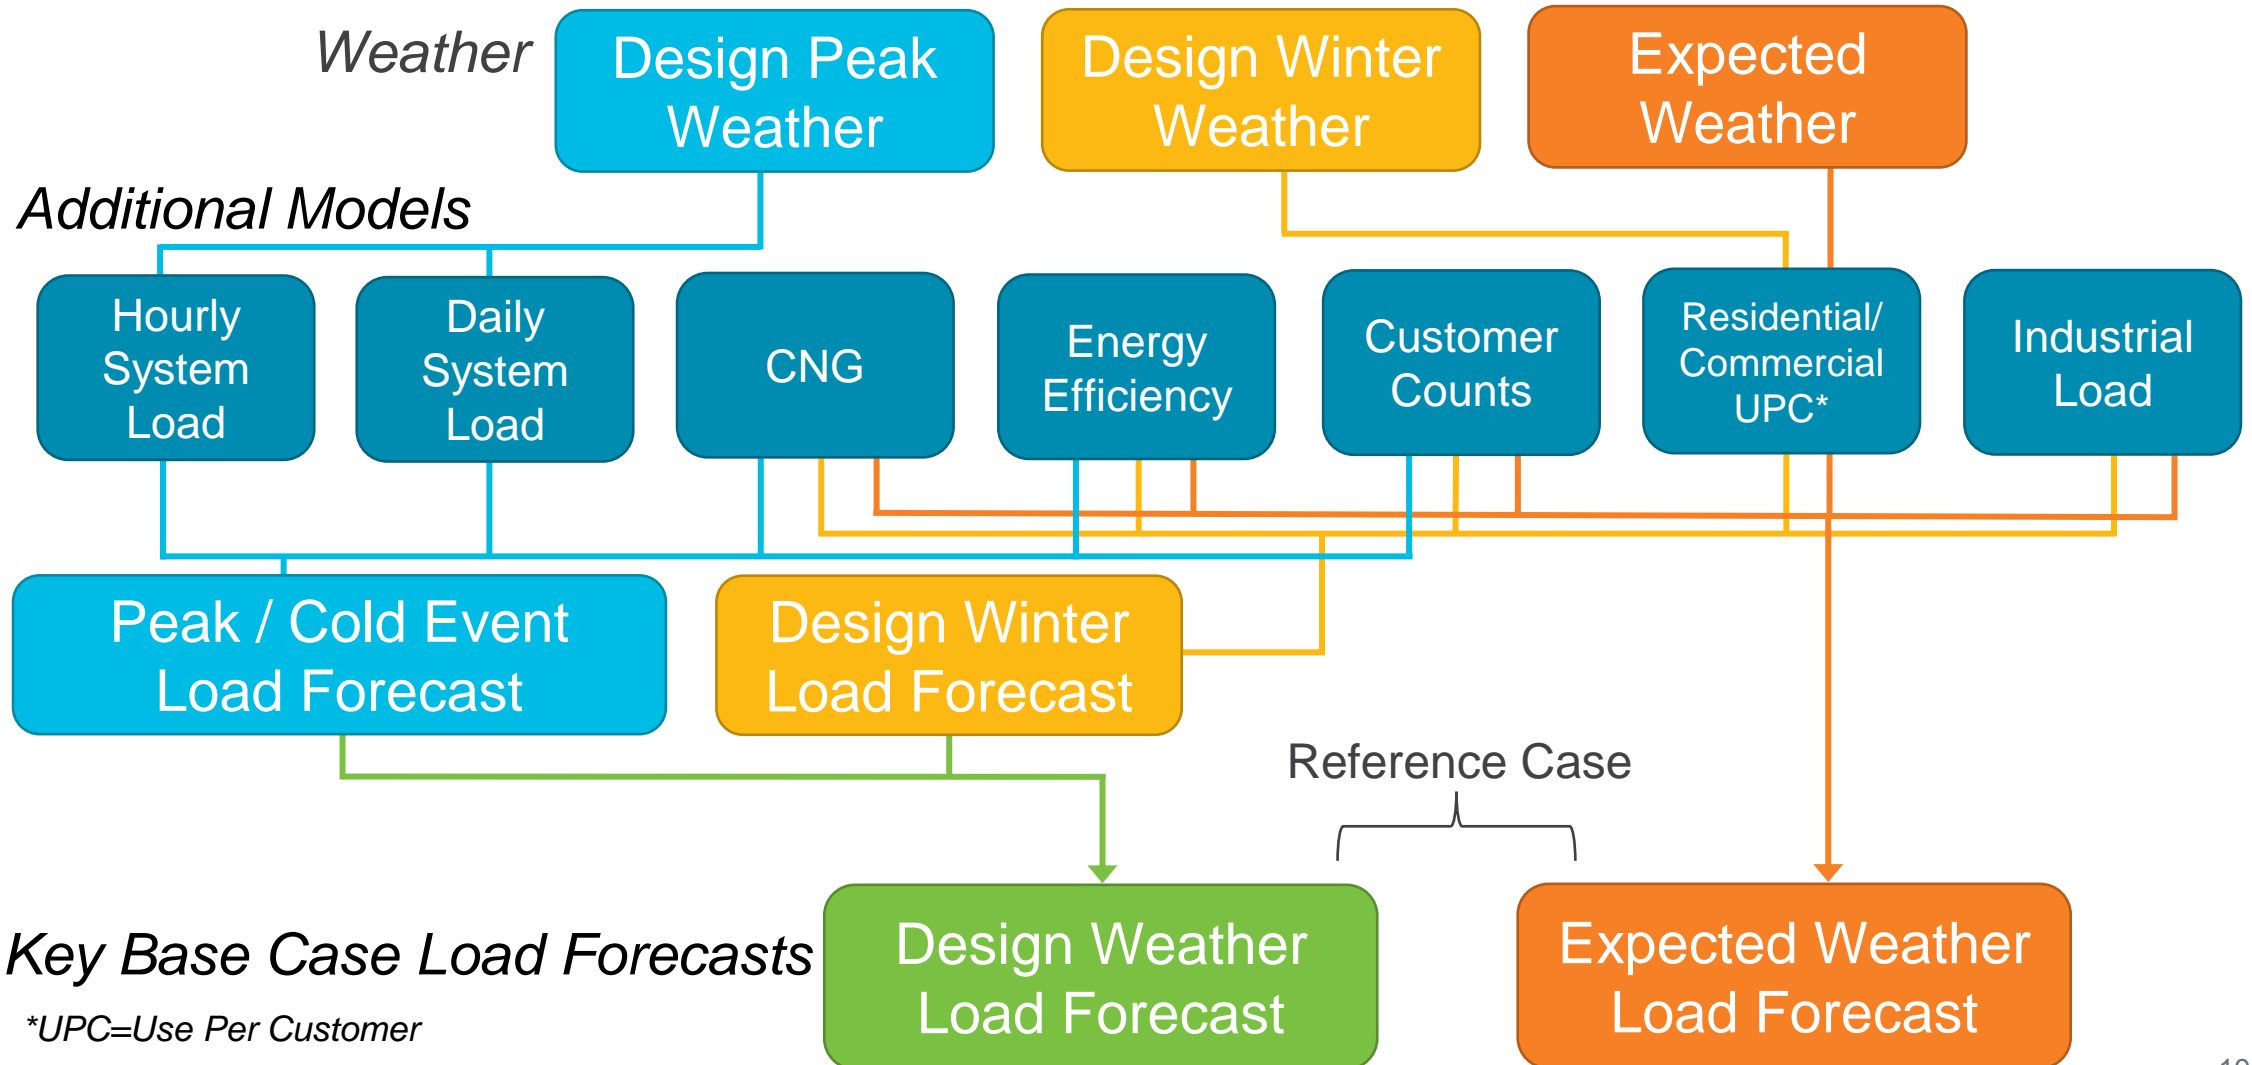 Weather
Design Peak
Weather
Design Winter
Weather
Expected
Weather
Additional Models
Hourly
System
Load
Daily
System
Load
CNG
Energy
Efficiency
Customer
Counts
Residential/
Commercial
UPC*
Industrial
Load
Peak / Cold Event
Load Forecast
Design Winter
Load Forecast
Reference Case
Key Base Case Load Forecasts
Design Weather
Load Forecast
Expected Weather
Load Forecast
*UPC=Use Per Customer